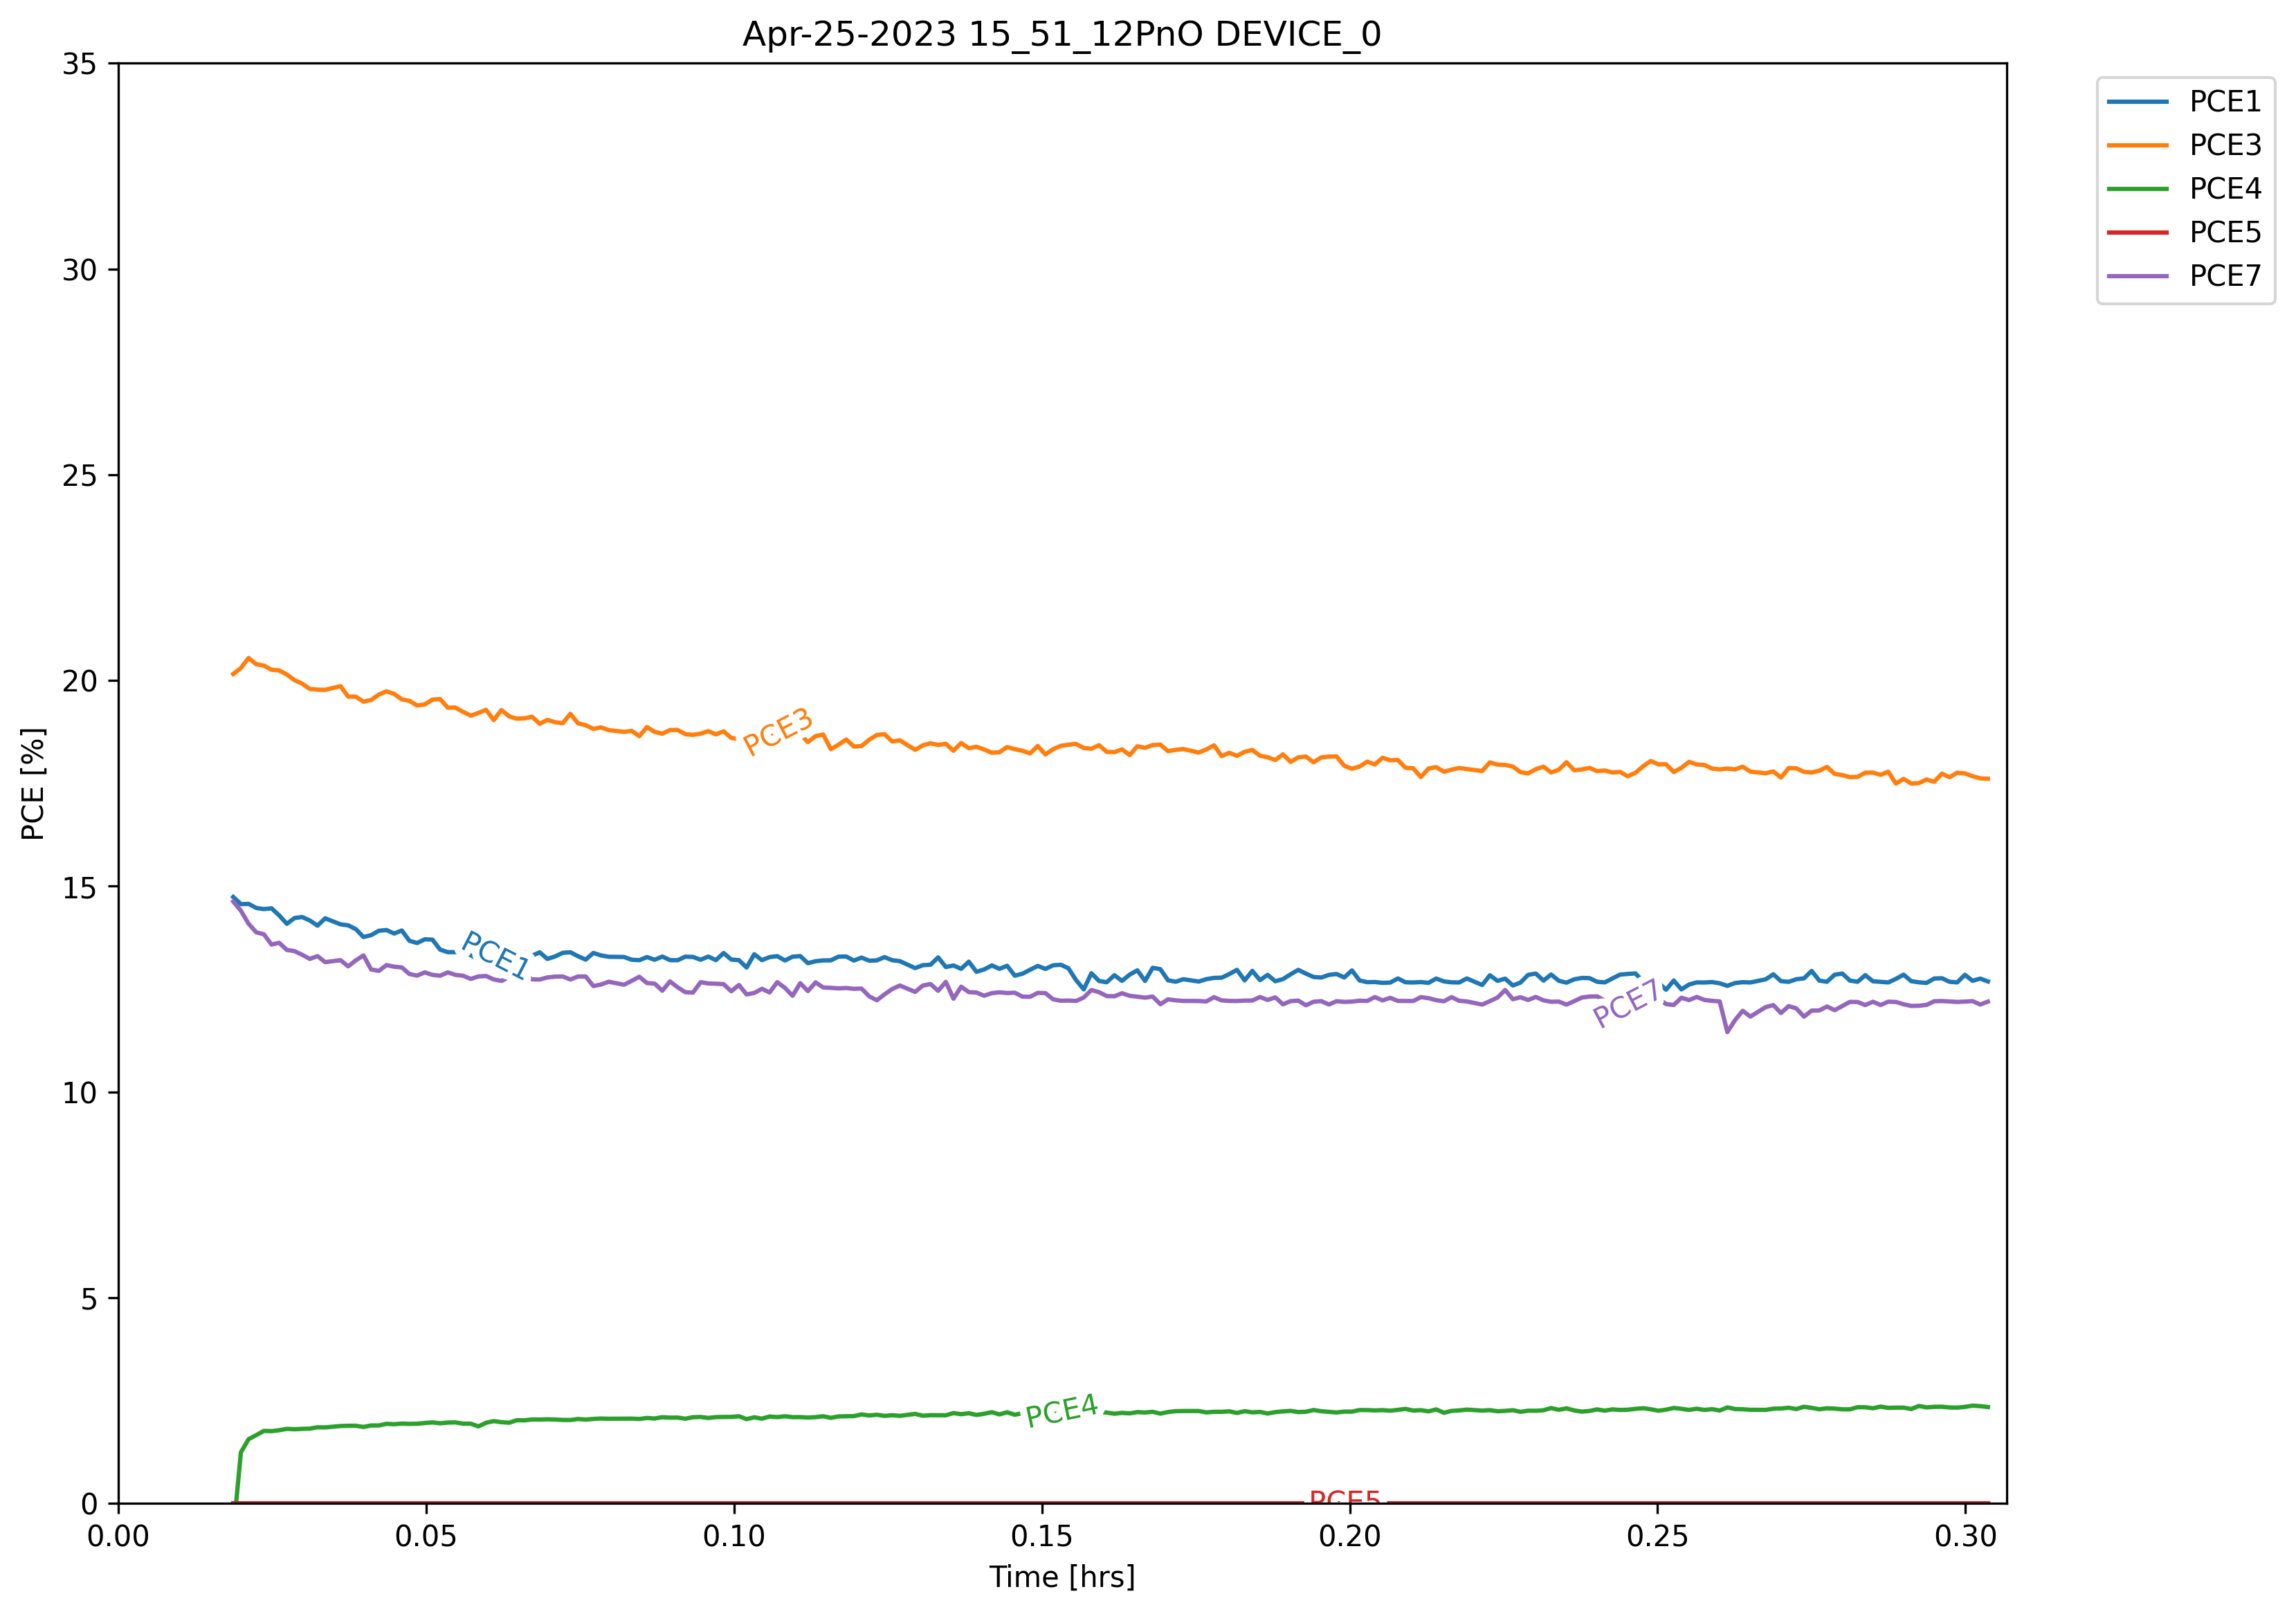 Apr-25-2023 15_51_12PnO DEVICE_0
35
30
25
20
15
10
5
0
PCE [%]
0.00 0.05 0.10 0.15 0.20 0.25 0.30
Time [hrs]
PCE1
PCE3
PCE4
PCE5
PCE7
PCE3
PCE1
PCE7
PCE4
PCE5